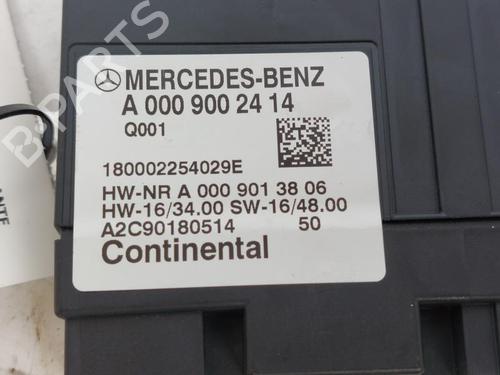 MERCEDES-BENZ
A 000 900 24 14
Q001
180002254029E
HW-NR A 000 901 38 06
HW-16/34.00 SW-16/48.00
A2C90180514 50
Continental
B-PARTS